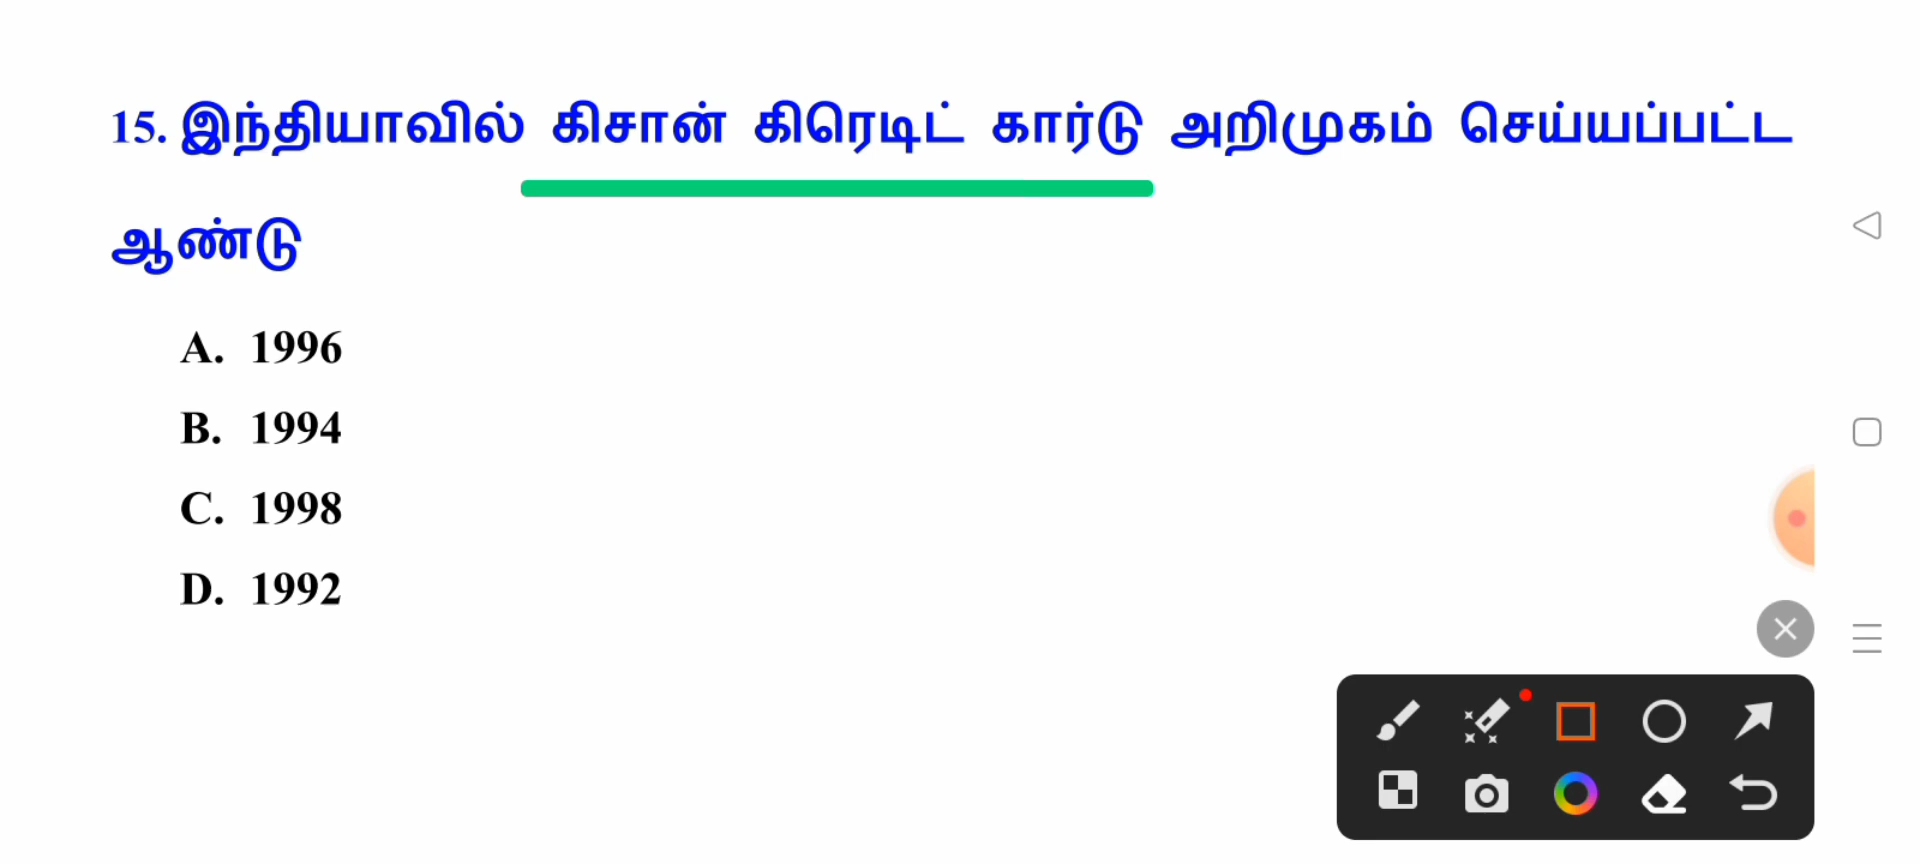 15. இந்தியாவில் கிசான் கிரெடிட் கார்டு அறிமுகம் செய்யப்பட்ட
ஆண்டு
A. 1996
B. 1994
C. 1998
D. 1992